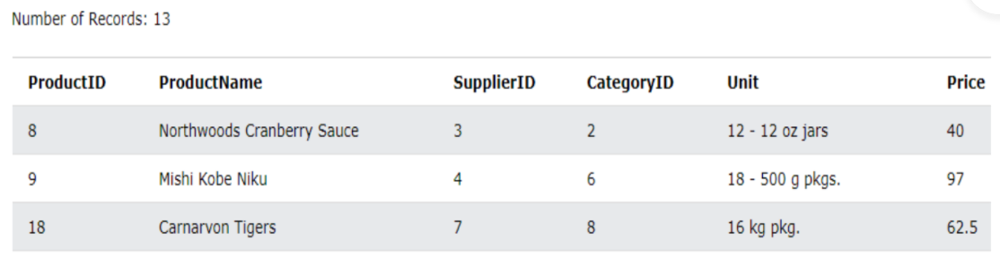 Number of Records: 13
ProductID ProductName SupplierID CategoryID Unit Price
8 Northwoods Cranberry Sauce 3 2 12 - 12 oz jars 40
9 Mishi Kobe Niku 4 6 18 - 500 g pkgs. 97
18 Carnarvon Tigers 7 8 16 kg pkg. 62.5